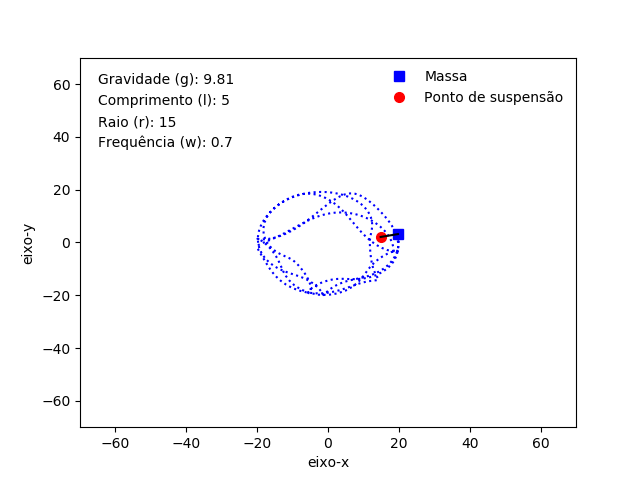 Gravidade (g): 9.81
Comprimento (l): 5
Raio (r): 15
Frequência (w): 0.7
Massa
Ponto de suspensão
60
40
20
0
−20
−40
−60
eixo-y
−60
−40
−20
0
20
40
60
eixo-x